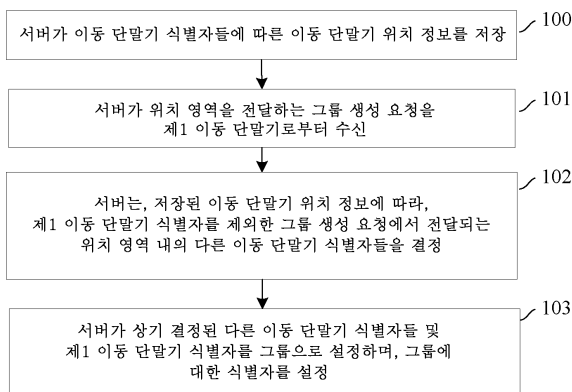 서버가 이동 단말기 식별자들에 따른 이동 단말기 위치 정보를 저장
100
서버가 위치 영역을 전달하는 그룹 생성 요청을
제1 이동 단말기로부터 수신
101
서버는, 저장된 이동 단말기 위치 정보에 따라,
제1 이동 단말기 식별자를 제외한 그룹 생성 요청에서 전달되는
위치 영역 내의 다른 이동 단말기 식별자들을 결정
102
서버가 상기 결정된 다른 이동 단말기 식별자들 및
제1 이동 단말기 식별자를 그룹으로 설정하며, 그룹에
대한 식별자를 설정
103